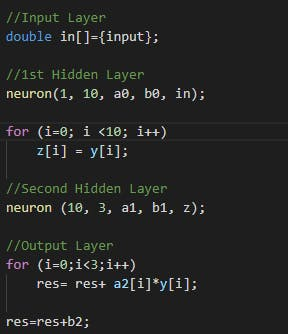 //Input Layer
double in[]={input};
//1st Hidden Layer
neuron(1, 10, a0, b0, in);
for (i=0; i <10; i++)
z[i] = y[i];
//Second Hidden Layer
neuron (10, 3, a1, b1, z);
//Output Layer
for (i=0;i<3;i++)
res= res+ a2[i]*y[i];
res=res+b2;